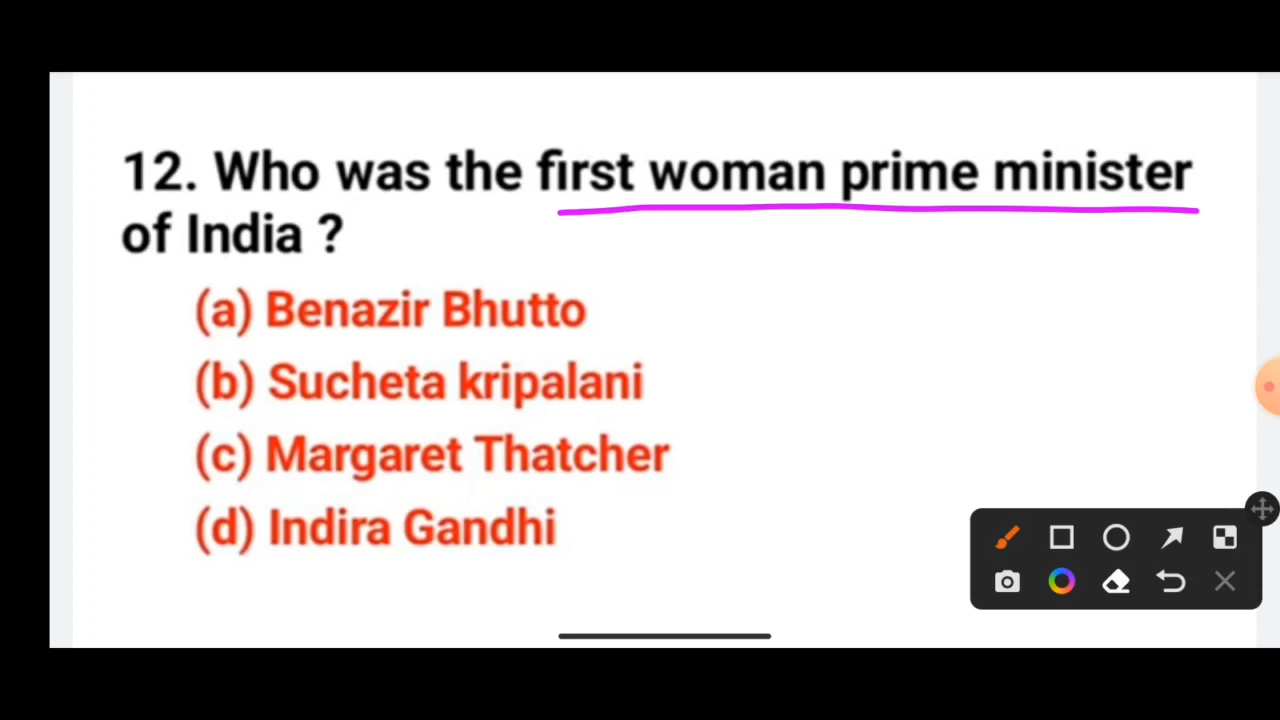 12. Who was the first woman prime minister
of India ?
(a) Benazir Bhutto
(b) Sucheta kripalani
(c) Margaret Thatcher
(d) Indira Gandhi